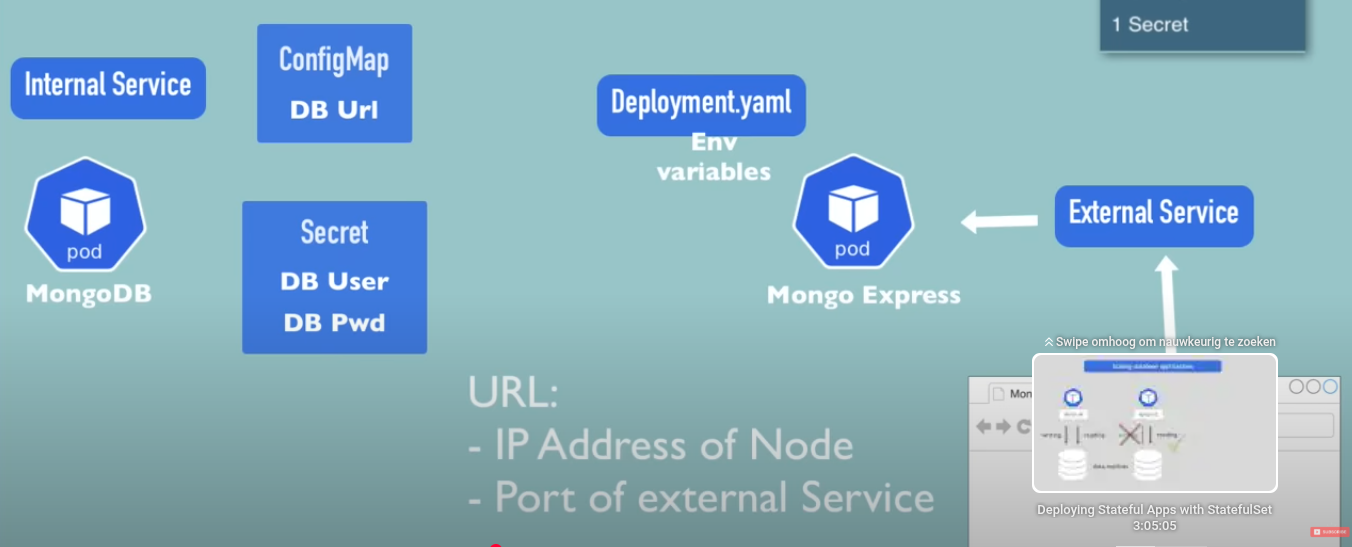 1 Secret
ConfigMap
DB Url
Internal Service
Deployment.yaml
Env
variables
External Service
pod
MongoDB
Secret
DB User
DB Pwd
pod
Mongo Express
URL:
- IP Address of Node
- Port of external Service
Swipe omhoog om nauwkeurig te zoeken
Mon
Deploying Stateful Apps with StatefulSet
3:05:05